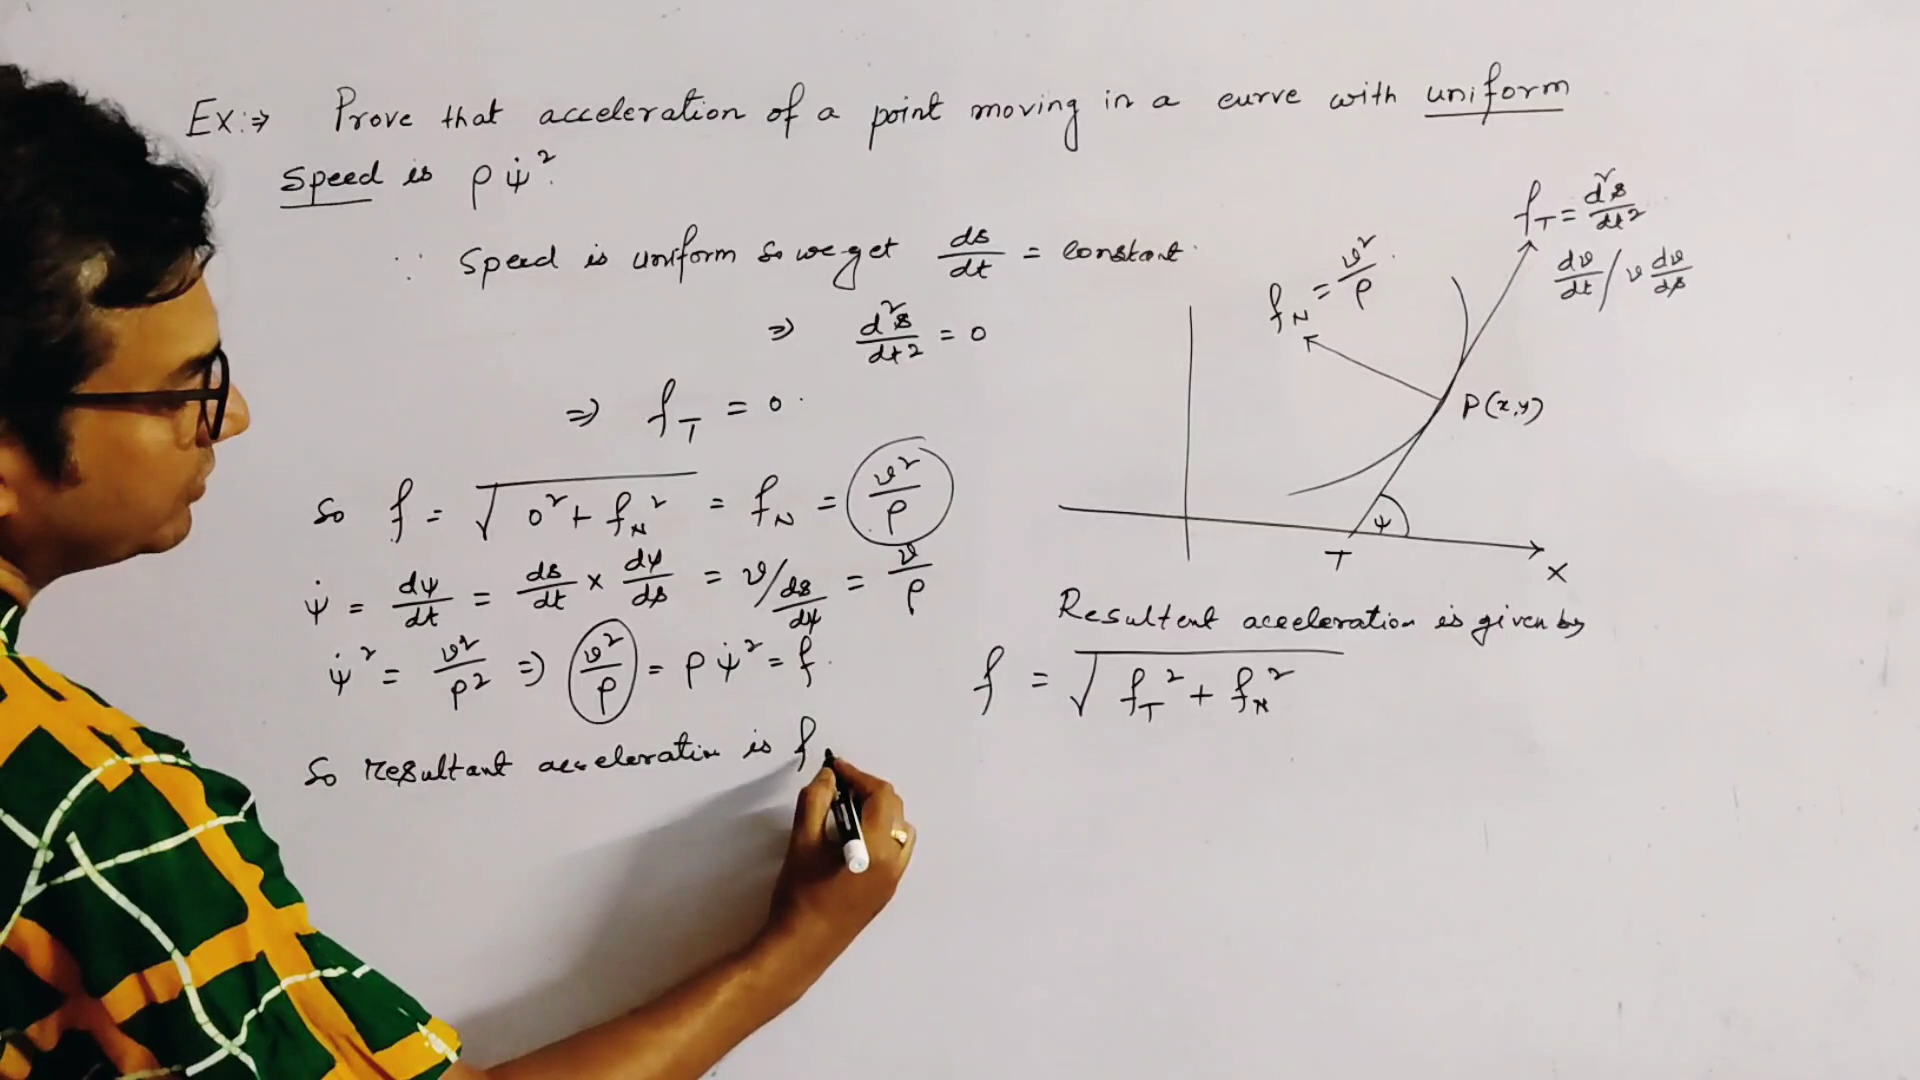 Ex:⇒ Prove that acceleration of a point moving in a curve with uniform
speed is ρ ψ̇².
∵ Speed is uniform so we get ds/dt = constant.
⇒ d²s/dt2 = 0
⇒ f_T = 0.
So f = √(0² + f_N²) = f_N = v²/ρ
ψ̇ = dψ/dt = ds/dt × dψ/ds = v/(ds/dψ) = v/ρ
ψ̇² = v²/ρ2 ⇒ v²/ρ = ρ ψ̇² = f.
So resultant acceleration is f
f_T = d²s/dt2
dv/dt / v dv/ds
f_N = v²/ρ.
P(x,y)
ψ
T
X
Resultent acceleration is given by
f = √(f_T² + f_N²)